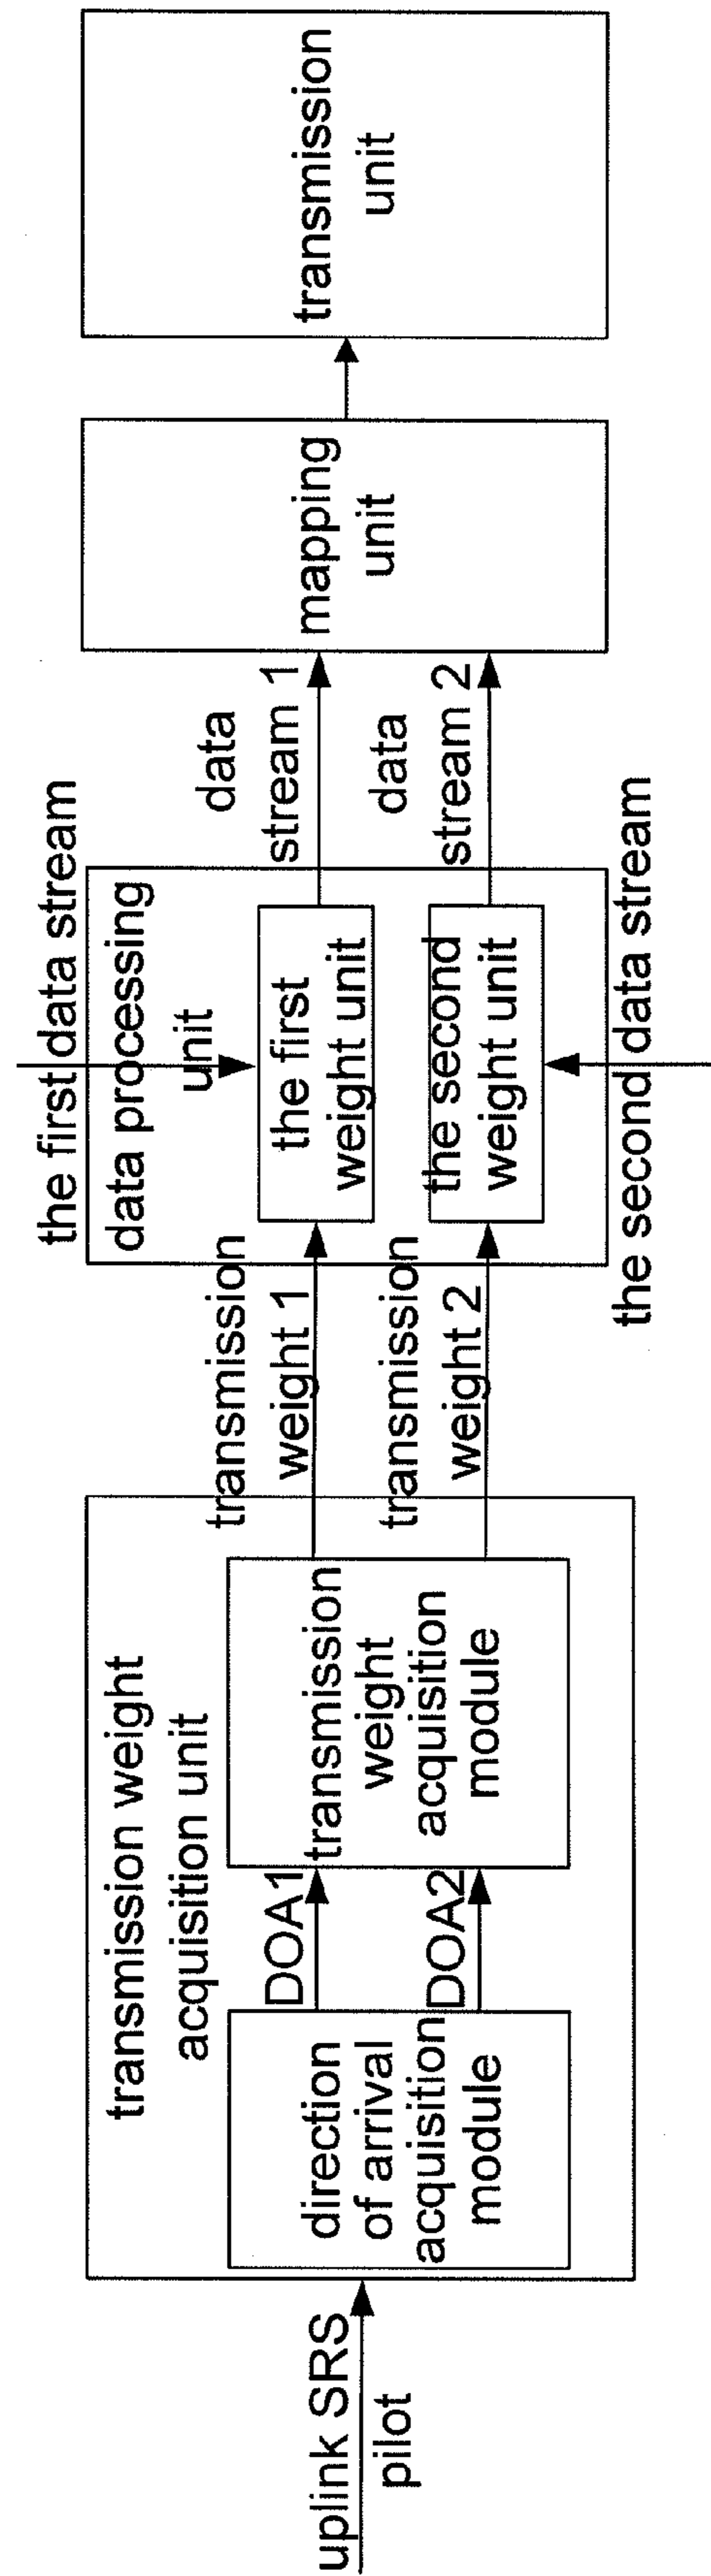 uplink SRS
pilot
transmission weight
acquisition unit
direction
of arrival
acquisition
module
DOA1
DOA2
transmission
weight
acquisition
module
transmission
weight 1
transmission
weight 2
the first data stream
data processing
unit
the first
weight unit
the second
weight unit
the second data stream
data
stream 1
data
stream 2
mapping
unit
transmission
unit